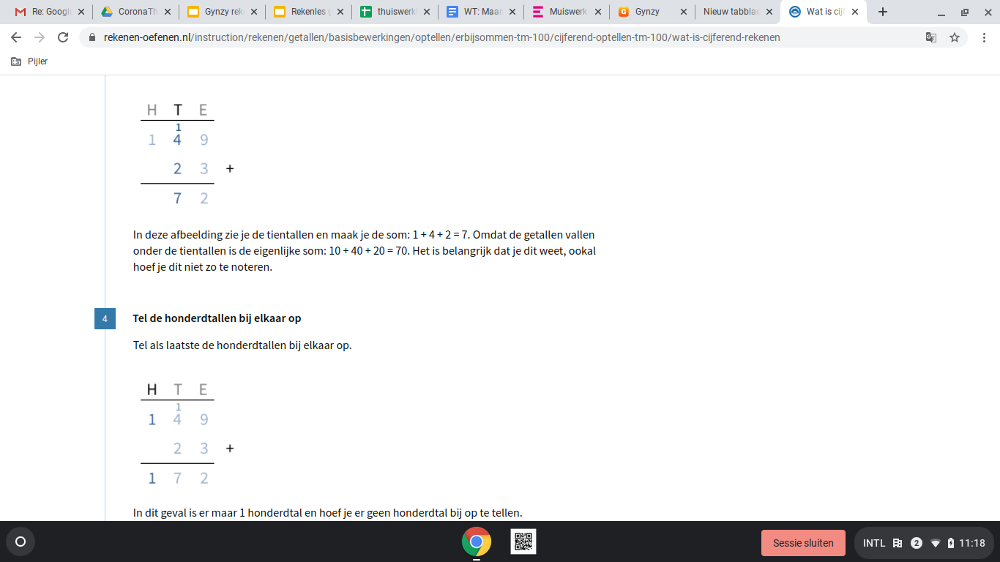 Re: Googl
CoronaTh
Gynzy rek
Rekenles g
thuiswerk
WT: Maar
Muiswerk
Gynzy
Nieuw tabblad
Wat is cijf
rekenen-oefenen.nl/instruction/rekenen/getallen/basisbewerkingen/optellen/erbijsommen-tm-100/cijferend-optellen-tm-100/wat-is-cijferend-rekenen
Pijler
H T E
1
1 4 9
2 3 +
7 2
In deze afbeelding zie je de tientallen en maak je de som: 1 + 4 + 2 = 7. Omdat de getallen vallen
onder de tientallen is de eigenlijke som: 10 + 40 + 20 = 70. Het is belangrijk dat je dit weet, ookal
hoef je dit niet zo te noteren.
4 Tel de honderdtallen bij elkaar op
Tel als laatste de honderdtallen bij elkaar op.
H T E
1
1 4 9
2 3 +
1 7 2
In dit geval is er maar 1 honderdtal en hoef je er geen honderdtal bij op te tellen.
Sessie sluiten
INTL 2 11:18